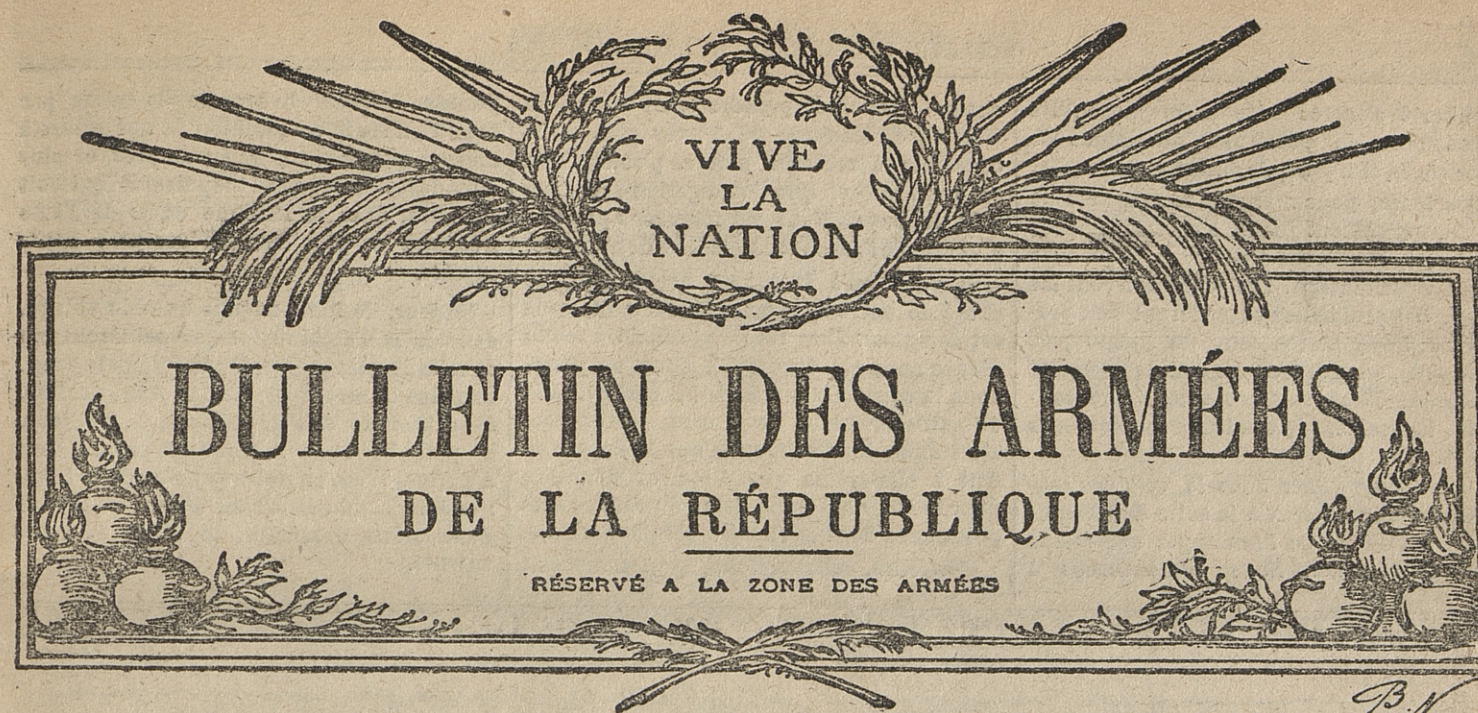 VIVE
LA
NATION
BULLETIN DES ARMÉES
DE LA RÉPUBLIQUE
RÉSERVÉ A LA ZONE DES ARMÉES
B.N